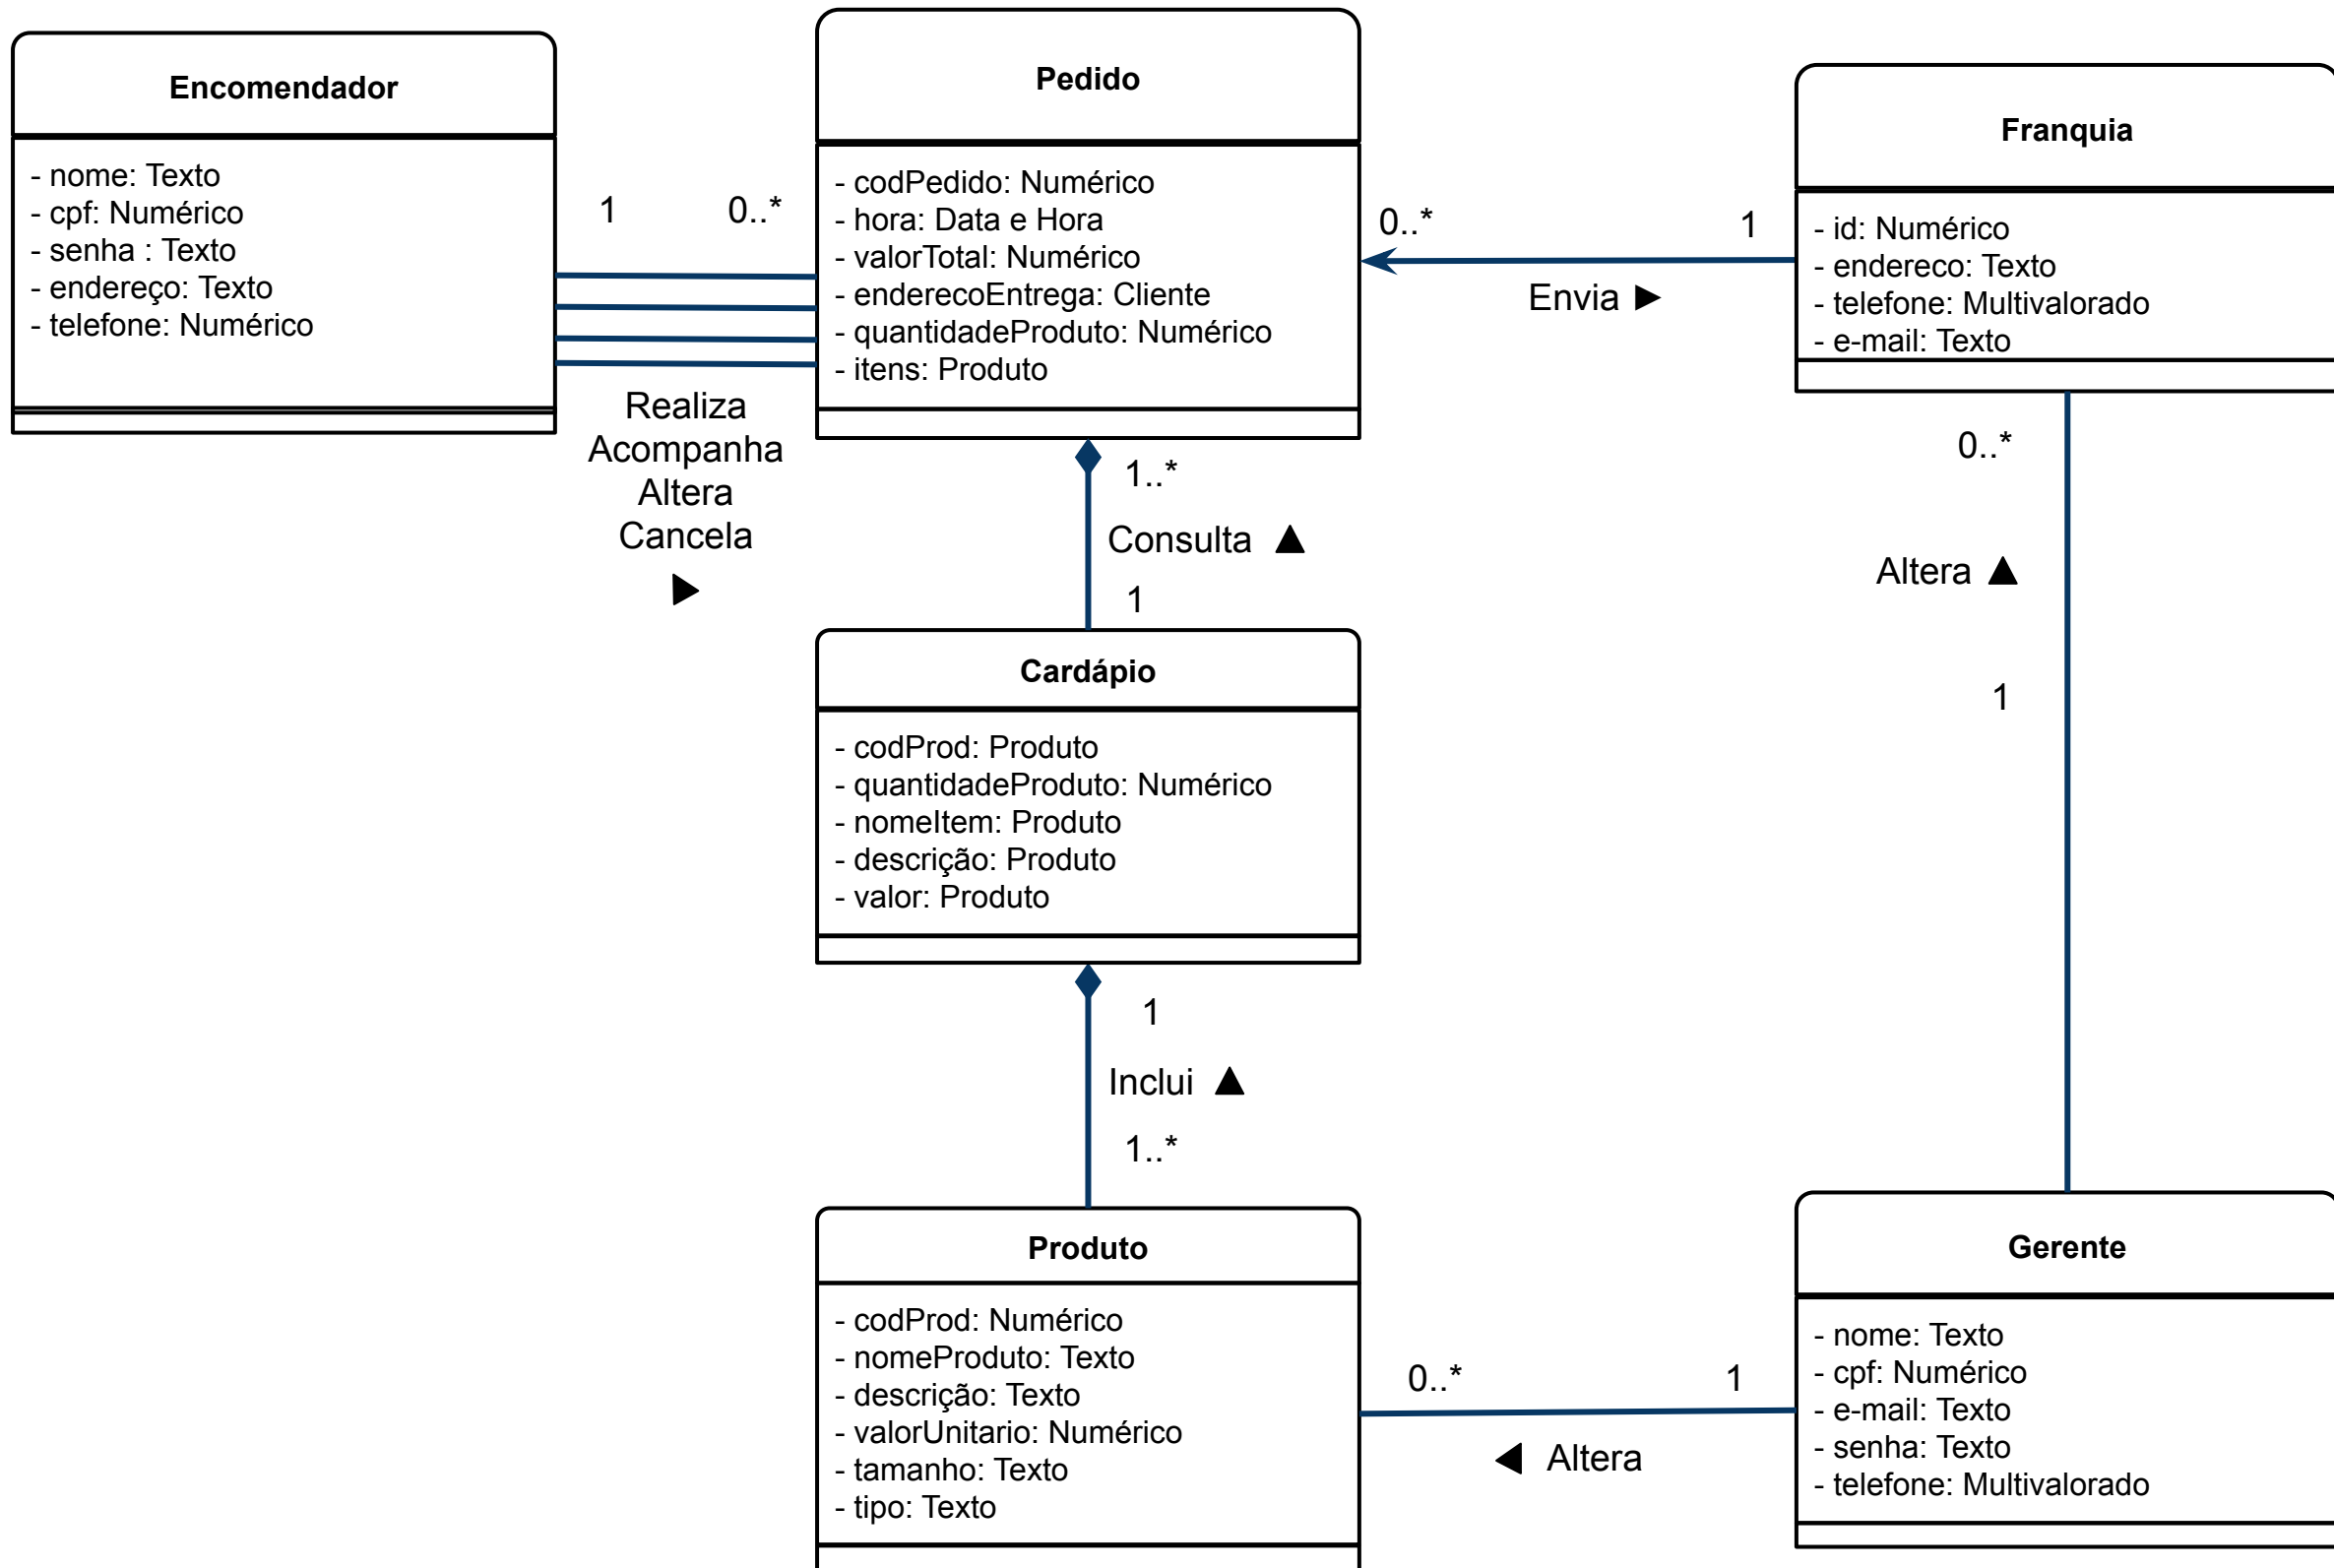 Encomendador
- nome: Texto
- cpf: Numérico
- senha : Texto
- endereço: Texto
- telefone: Numérico
1
0..*
Realiza
Acompanha
Altera
Cancela
►
Pedido
- codPedido: Numérico
- hora: Data e Hora
- valorTotal: Numérico
- enderecoEntrega: Cliente
- quantidadeProduto: Numérico
- itens: Produto
0..*
1
Envia ►
Franquia
- id: Numérico
- endereco: Texto
- telefone: Multivalorado
- e-mail: Texto
1..*
Consulta ▲
1
0..*
Altera ▲
1
Cardápio
- codProd: Produto
- quantidadeProduto: Numérico
- nomeItem: Produto
- descrição: Produto
- valor: Produto
1
Inclui ▲
1..*
Produto
- codProd: Numérico
- nomeProduto: Texto
- descrição: Texto
- valorUnitario: Numérico
- tamanho: Texto
- tipo: Texto
0..*
1
◄ Altera
Gerente
- nome: Texto
- cpf: Numérico
- e-mail: Texto
- senha: Texto
- telefone: Multivalorado